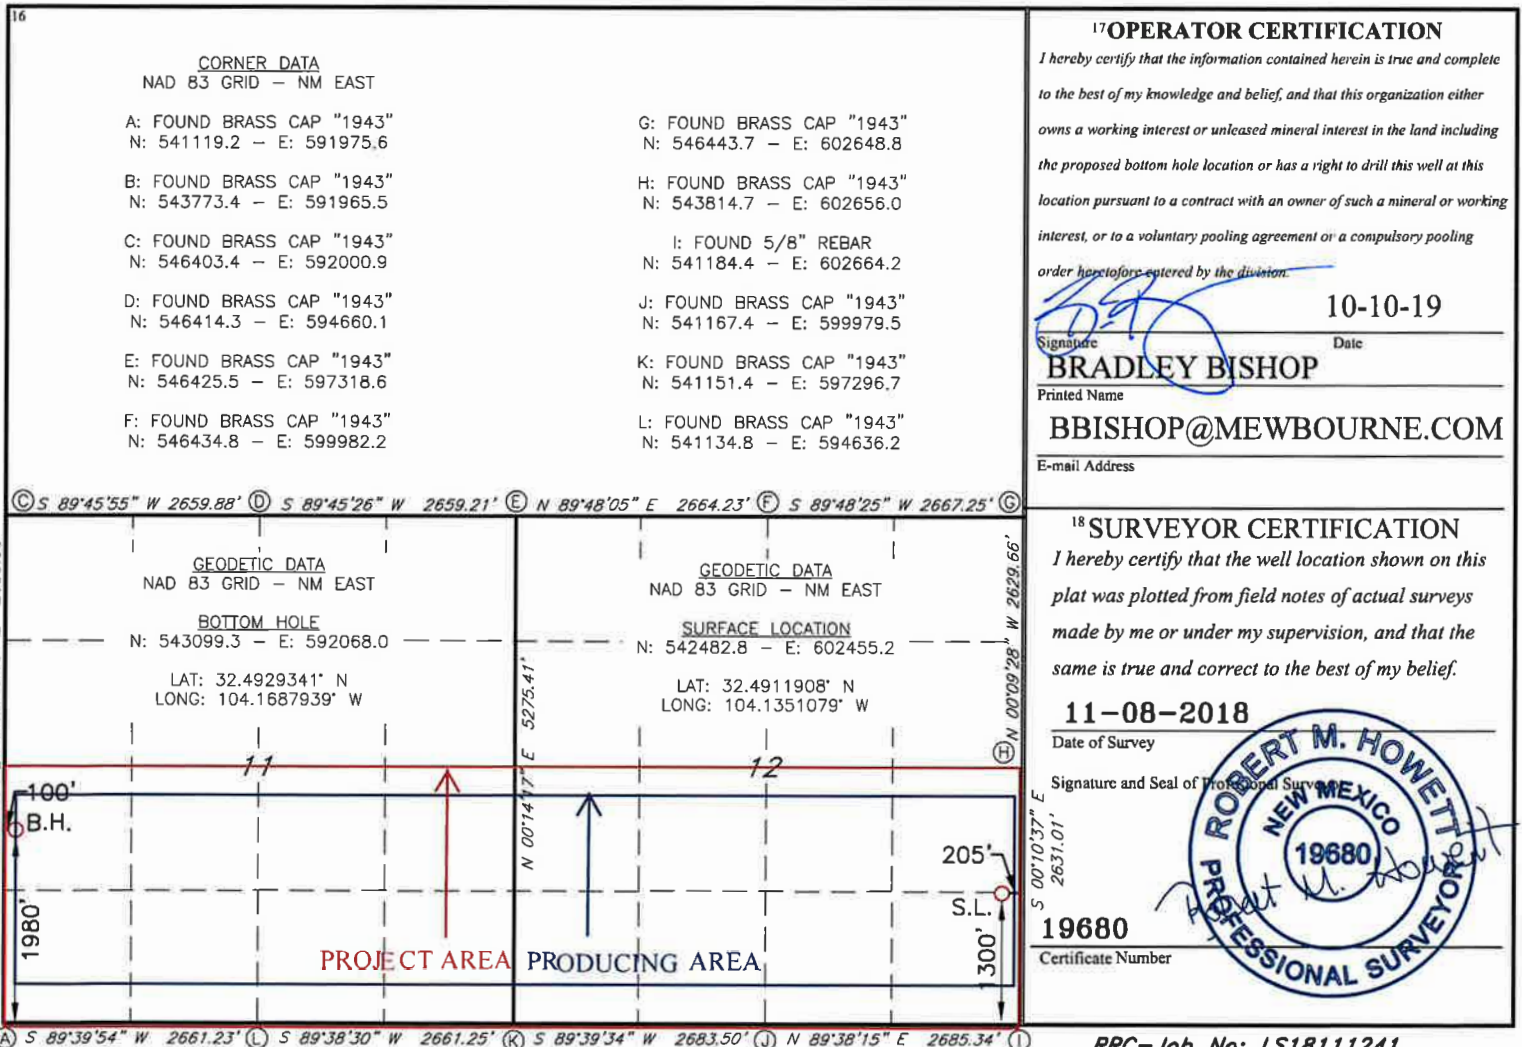 16
CORNER DATA
NAD 83 GRID – NM EAST
A: FOUND BRASS CAP "1943"
N: 541119.2 – E: 591975.6
B: FOUND BRASS CAP "1943"
N: 543773.4 – E: 591965.5
C: FOUND BRASS CAP "1943"
N: 546403.4 – E: 592000.9
D: FOUND BRASS CAP "1943"
N: 546414.3 – E: 594660.1
E: FOUND BRASS CAP "1943"
N: 546425.5 – E: 597318.6
F: FOUND BRASS CAP "1943"
N: 546434.8 – E: 599982.2
G: FOUND BRASS CAP "1943"
N: 546443.7 – E: 602648.8
H: FOUND BRASS CAP "1943"
N: 543814.7 – E: 602656.0
I: FOUND 5/8" REBAR
N: 541184.4 – E: 602664.2
J: FOUND BRASS CAP "1943"
N: 541167.4 – E: 599979.5
K: FOUND BRASS CAP "1943"
N: 541151.4 – E: 597296.7
L: FOUND BRASS CAP "1943"
N: 541134.8 – E: 594636.2
C S 89°45'55" W 2659.88' D S 89°45'26" W 2659.21' E N 89°48'05" E 2664.23' F S 89°48'25" W 2667.25' G
GEODETIC DATA
NAD 83 GRID – NM EAST
BOTTOM HOLE
N: 543099.3 – E: 592068.0
LAT: 32.4929341° N
LONG: 104.1687939° W
GEODETIC DATA
NAD 83 GRID – NM EAST
SURFACE LOCATION
N: 542482.8 – E: 602455.2
LAT: 32.4911908° N
LONG: 104.1351079° W
N 00°14'17" E 5275.41'
N 00°09'28" W 2629.66'
H
11
12
100'
B.H.
1980'
205'
S.L.
1300'
S 00°10'37" E
2631.01'
PROJECT AREA
PRODUCING AREA
A S 89°39'54" W 2661.23' L S 89°38'30" W 2661.25' K S 89°39'34" W 2683.50' J N 89°38'15" E 2685.34' I
17 OPERATOR CERTIFICATION
I hereby certify that the information contained herein is true and complete
to the best of my knowledge and belief, and that this organization either
owns a working interest or unleased mineral interest in the land including
the proposed bottom hole location or has a right to drill this well at this
location pursuant to a contract with an owner of such a mineral or working
interest, or to a voluntary pooling agreement or a compulsory pooling
order heretofore entered by the division.
10-10-19
Signature Date
BRADLEY BISHOP
Printed Name
BBISHOP@MEWBOURNE.COM
E-mail Address
18 SURVEYOR CERTIFICATION
I hereby certify that the well location shown on this
plat was plotted from field notes of actual surveys
made by me or under my supervision, and that the
same is true and correct to the best of my belief.
11-08-2018
Date of Survey
Signature and Seal of Professional Surveyor
ROBERT M. HOWETT
NEW MEXICO
19680
PROFESSIONAL SURVEYOR
Robert M. Howett
19680
Certificate Number
RRC-Job No: LS18111241